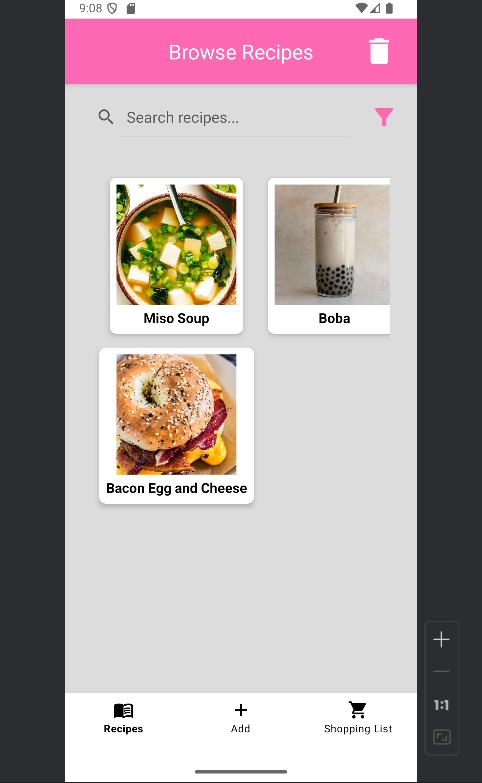 9:08
Browse Recipes
Search recipes...
Miso Soup
Boba
Bacon Egg and Cheese
Recipes
Add
Shopping List
1:1